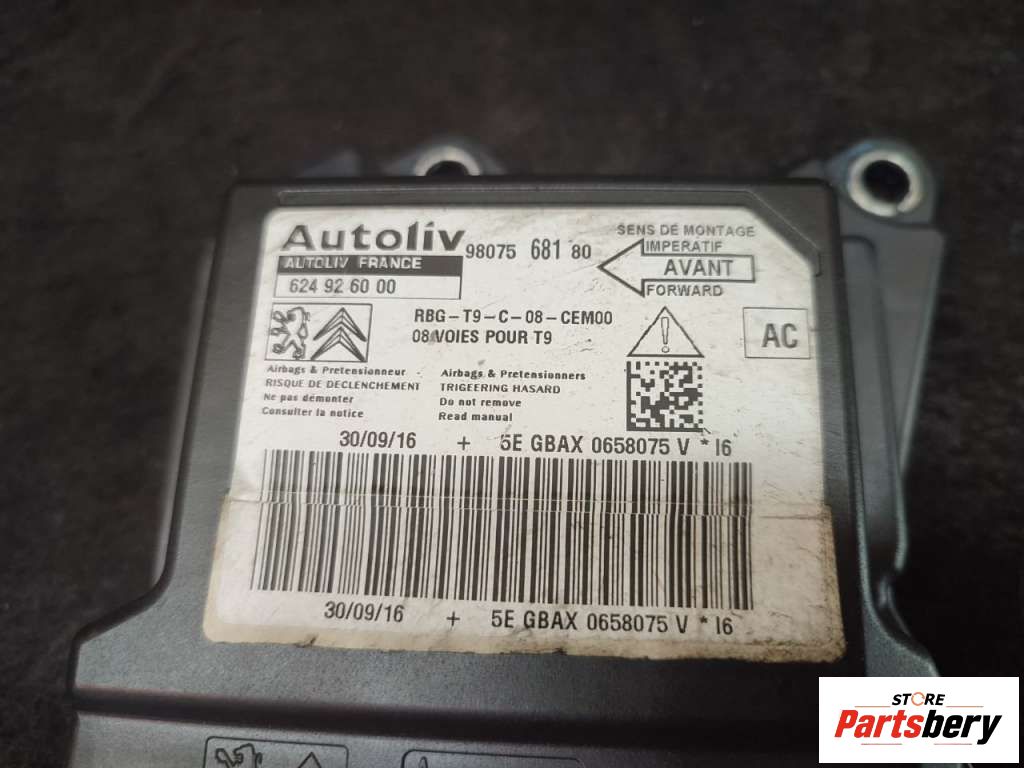 Autoliv
AUTOLIV FRANCE
624 92 60 00
98075 681 80
SENS DE MONTAGE
IMPERATIF
AVANT
FORWARD
RBG-T9-C-08-CEM00
08 VOIES POUR T9
AC
Airbags & Pretensionneur
RISQUE DE DECLENCHEMENT
Ne pas démonter
Consulter la notice
Airbags & Pretensionners
TRIGEERING HASARD
Do not remove
Read manual
30/09/16 + 5E GBAX 0658075 V * I6
30/09/16 + 5E GBAX 0658075 V * I6
STORE
Partsbery